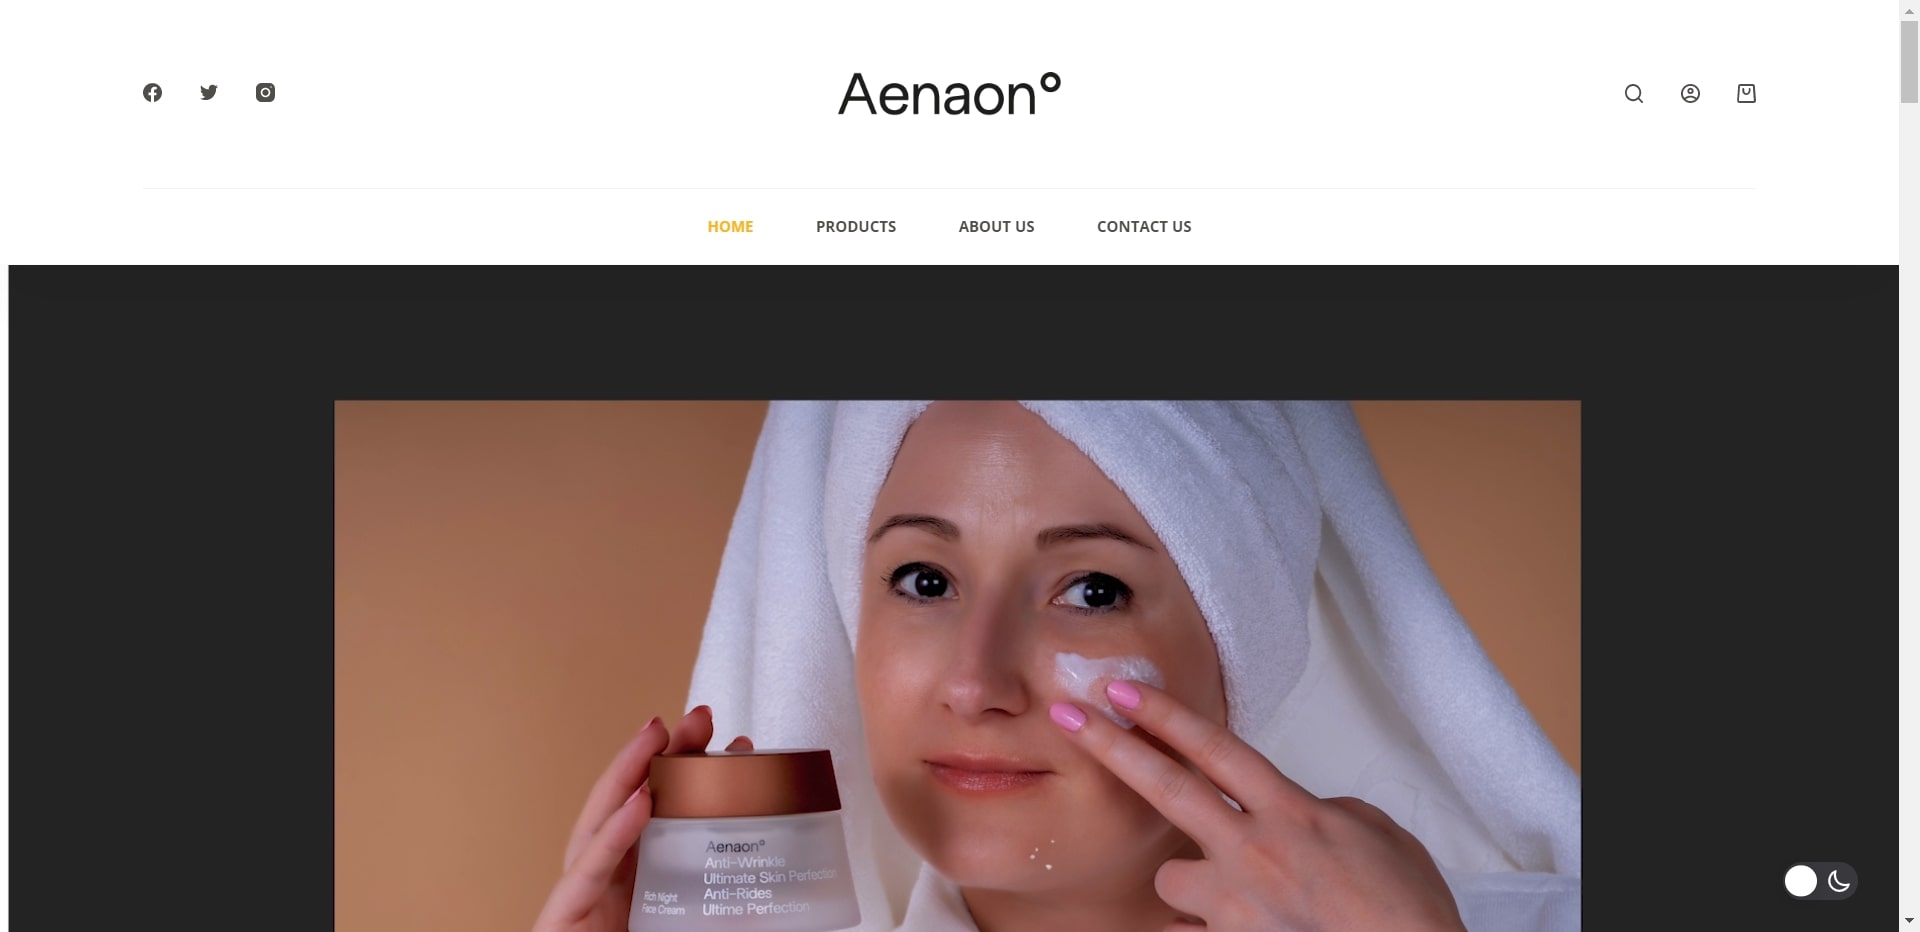 Aenaon°
HOME
PRODUCTS
ABOUT US
CONTACT US
Aenaon°
Anti-Wrinkle
Ultimate Skin Perfection
Anti-Rides
Ultime Perfection
Rich Night
Face Cream